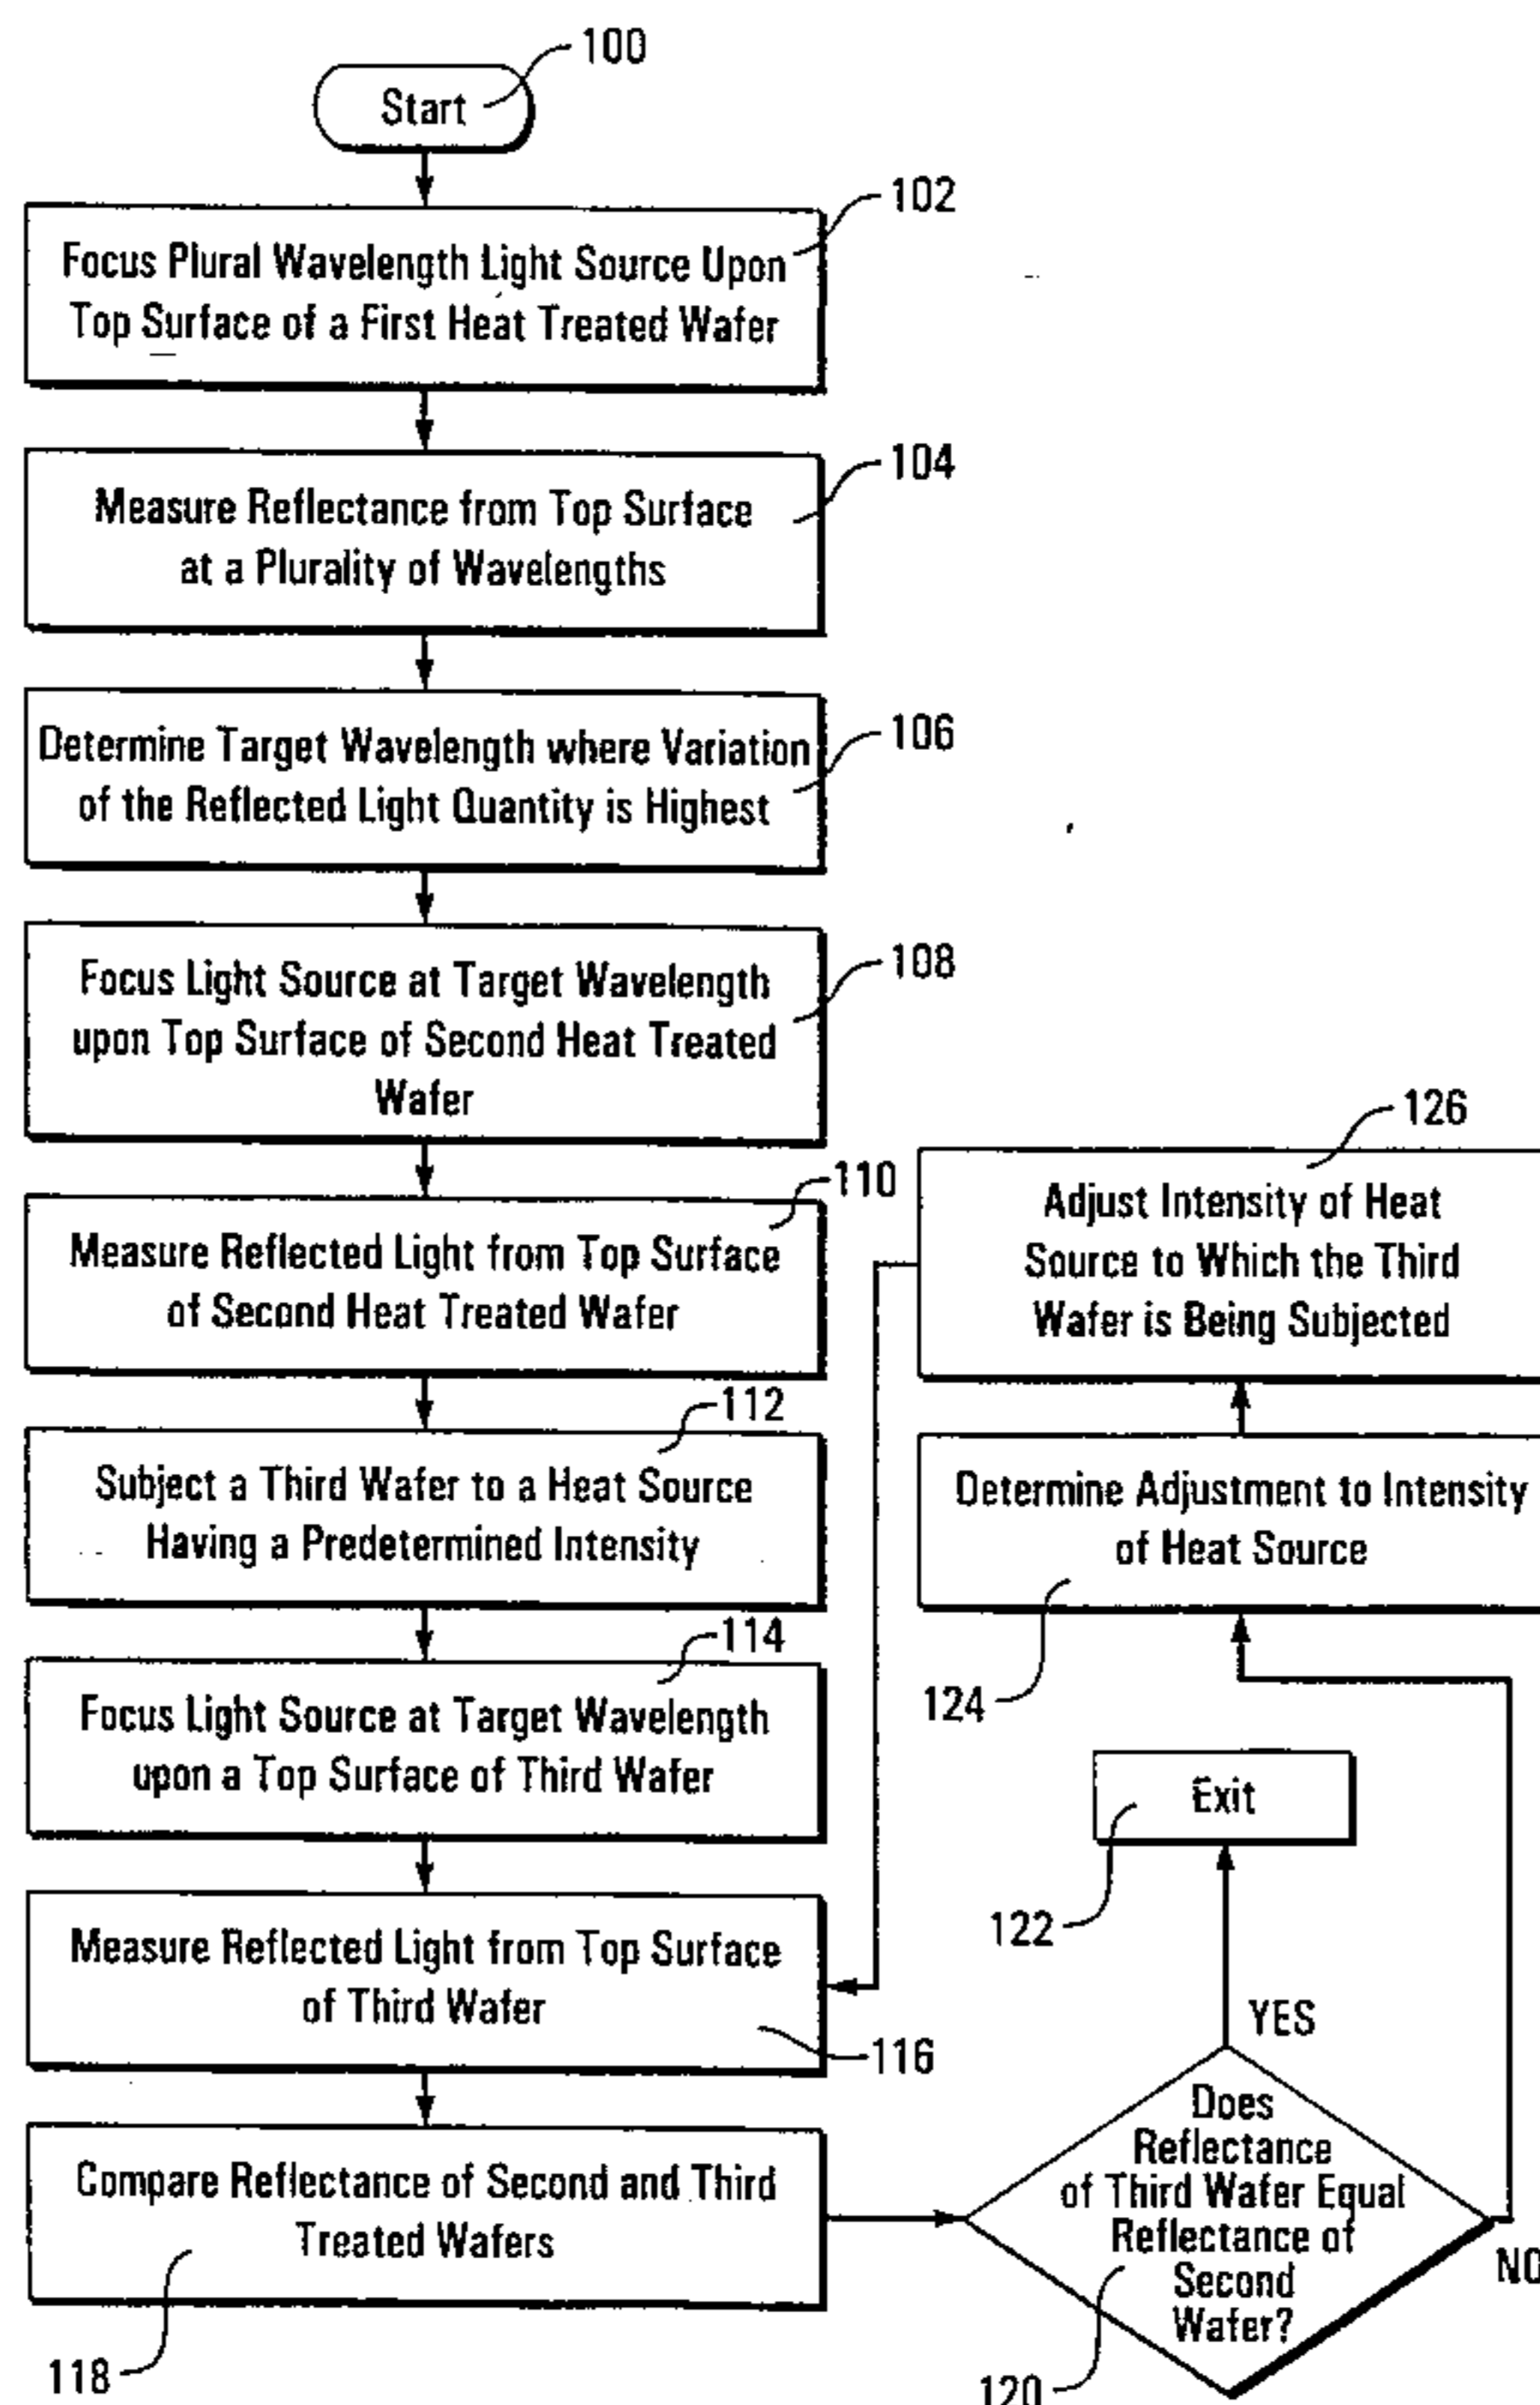 100
Start
102
Focus Plural Wavelength Light Source Upon
Top Surface of a First Heat Treated Wafer
104
Measure Reflectance from Top Surface
at a Plurality of Wavelengths
106
Determine Target Wavelength where Variation
of the Reflected Light Quantity is Highest
108
Focus Light Source at Target Wavelength
upon Top Surface of Second Heat Treated
Wafer
110
Measure Reflected Light from Top Surface
of Second Heat Treated Wafer
112
Subject a Third Wafer to a Heat Source
Having a Predetermined Intensity
114
Focus Light Source at Target Wavelength
upon a Top Surface of Third Wafer
Measure Reflected Light from Top Surface
of Third Wafer
116
Compare Reflectance of Second and Third
Treated Wafers
118
126
Adjust Intensity of Heat
Source to Which the Third
Wafer is Being Subjected
Determine Adjustment to Intensity
of Heat Source
124
Exit
122
YES
Does
Reflectance
of Third Wafer Equal
Reflectance of
Second
Wafer?
NO
120